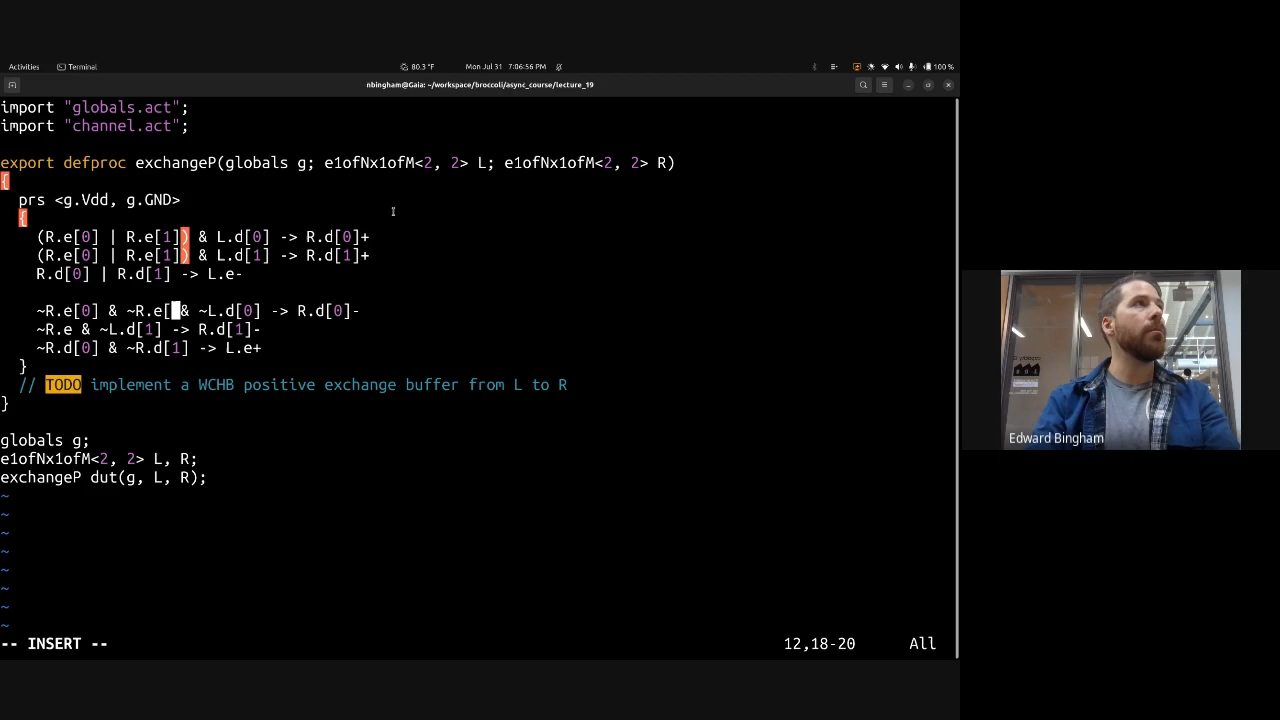 Activities Terminal 80.3 °F Mon Jul 31 7:06:56 PM 100 %
nbingham@Gaia: ~/workspace/broccoli/async_course/lecture_19
import "globals.act";
import "channel.act";
export defproc exchangeP(globals g; e1ofNx1ofM<2, 2> L; e1ofNx1ofM<2, 2> R)
{
prs <g.Vdd, g.GND>
{
(R.e[0] | R.e[1]) & L.d[0] -> R.d[0]+
(R.e[0] | R.e[1]) & L.d[1] -> R.d[1]+
R.d[0] | R.d[1] -> L.e-
~R.e[0] & ~R.e[ & ~L.d[0] -> R.d[0]-
~R.e & ~L.d[1] -> R.d[1]-
~R.d[0] & ~R.d[1] -> L.e+
}
// TODO implement a WCHB positive exchange buffer from L to R
}
globals g;
e1ofNx1ofM<2, 2> L, R;
exchangeP dut(g, L, R);
~
~
~
~
~
~
~
~
-- INSERT -- 12,18-20 All
Edward Bingham